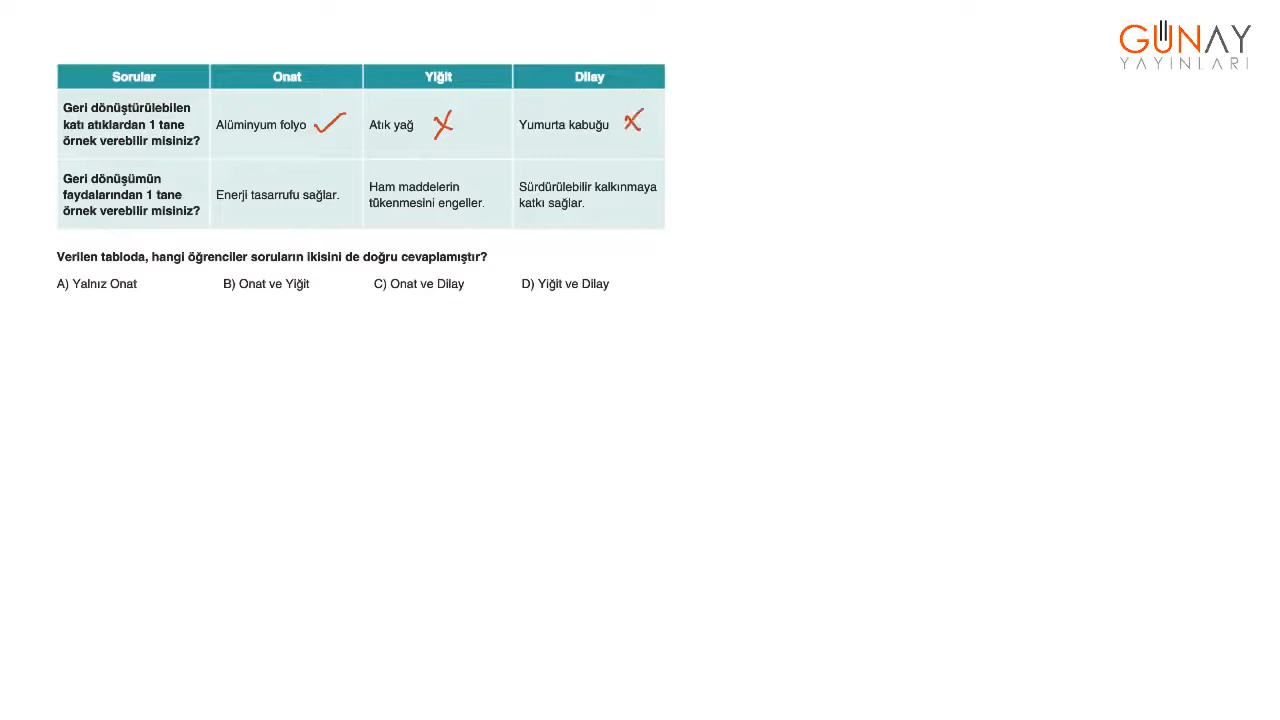 GÜNAY
YAYINLARI
Sorular Onat Yiğit Dilay
Geri dönüştürülebilen
katı atıklardan 1 tane
örnek verebilir misiniz?
Alüminyum folyo
Atık yağ
Yumurta kabuğu
Geri dönüşümün
faydalarından 1 tane
örnek verebilir misiniz?
Enerji tasarrufu sağlar.
Ham maddelerin
tükenmesini engeller.
Sürdürülebilir kalkınmaya
katkı sağlar.
Verilen tabloda, hangi öğrenciler soruların ikisini de doğru cevaplamıştır?
A) Yalnız Onat B) Onat ve Yiğit C) Onat ve Dilay D) Yiğit ve Dilay